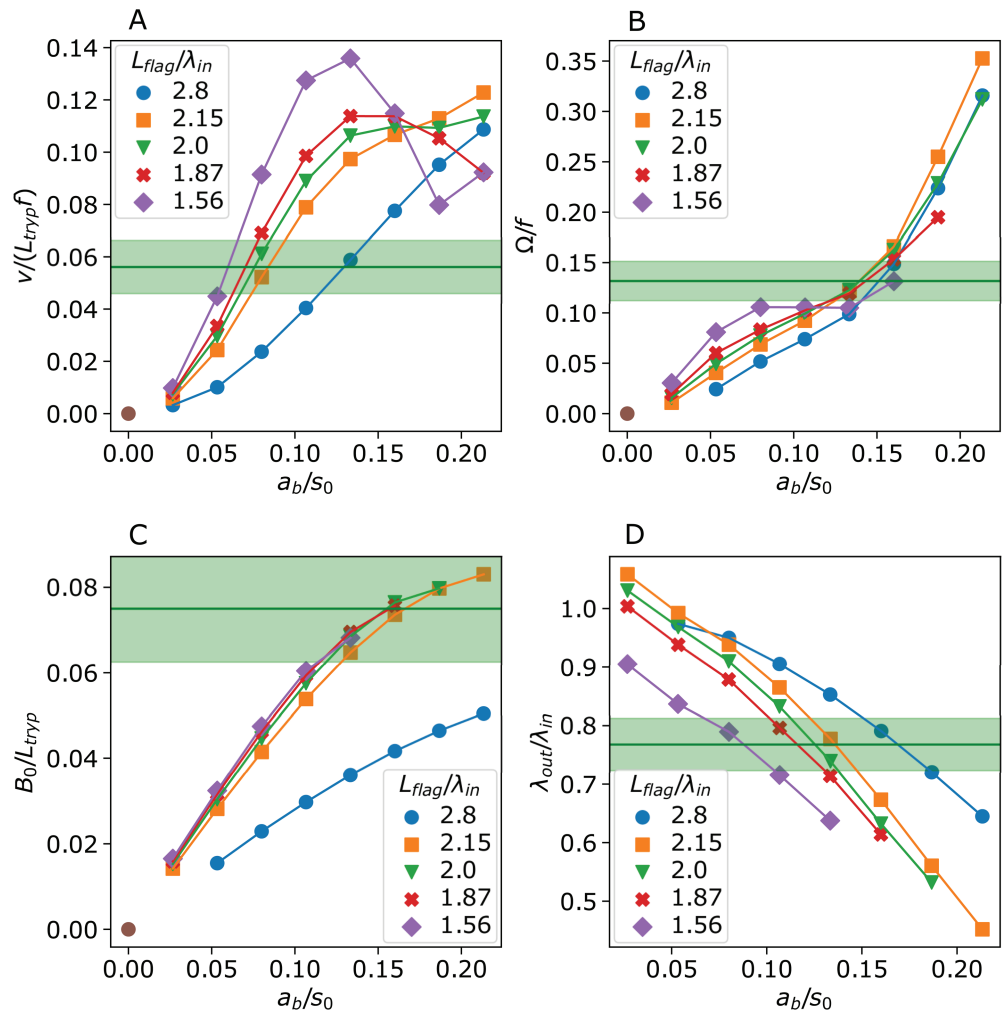 A
v/(L_tryp f)
0.14
0.12
0.10
0.08
0.06
0.04
0.02
0.00
L_flag/λ_in
2.8
2.15
2.0
1.87
1.56
0.00 0.05 0.10 0.15 0.20
a_b/s_0
B
Ω/f
0.35
0.30
0.25
0.20
0.15
0.10
0.05
0.00
L_flag/λ_in
2.8
2.15
2.0
1.87
1.56
0.00 0.05 0.10 0.15 0.20
a_b/s_0
C
B_0/L_tryp
0.08
0.06
0.04
0.02
0.00
L_flag/λ_in
2.8
2.15
2.0
1.87
1.56
0.00 0.05 0.10 0.15 0.20
a_b/s_0
D
λ_out/λ_in
1.0
0.9
0.8
0.7
0.6
0.5
L_flag/λ_in
2.8
2.15
2.0
1.87
1.56
0.05 0.10 0.15 0.20
a_b/s_0